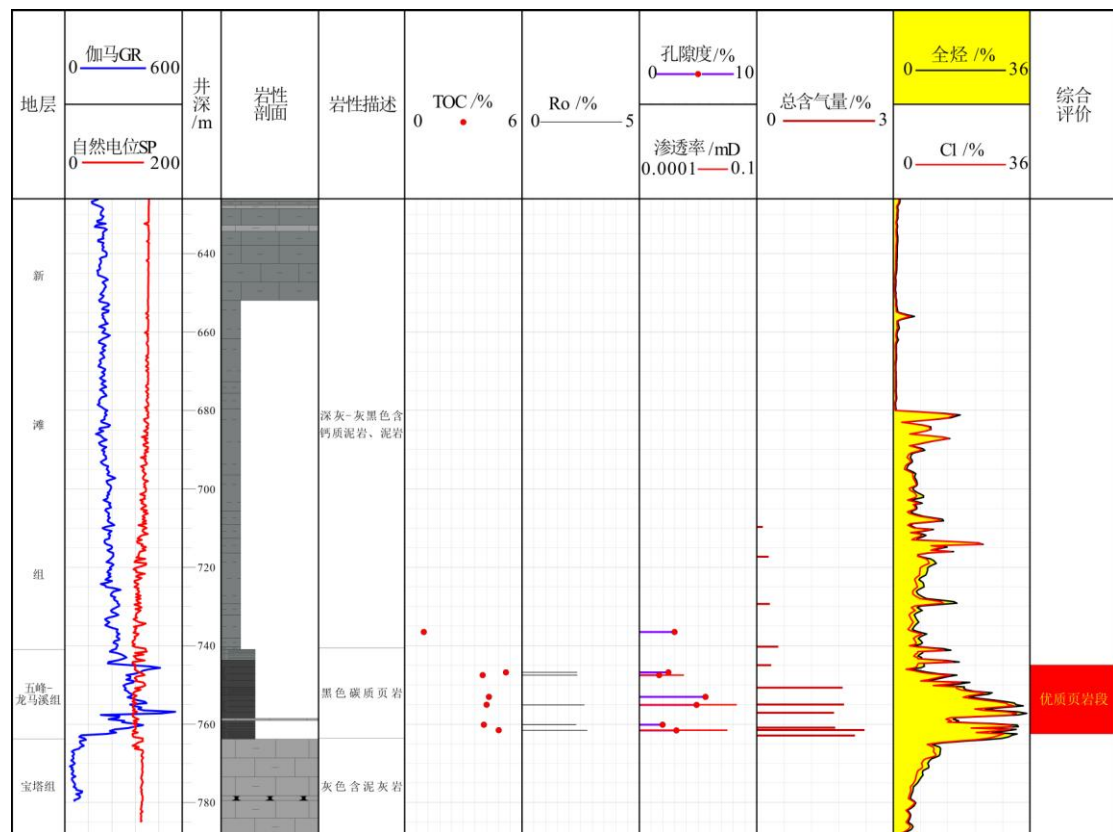 地层
伽马GR
0 600
自然电位SP
0 200
井深/m
岩性剖面
岩性描述
TOC /%
0 6
Ro /%
0 5
孔隙度/%
0 10
渗透率/mD
0.0001 0.1
总含气量/%
0 3
全烃 /%
0 36
Cl /%
0 36
综合
评价
新
滩
组
五峰-
龙马溪组
宝塔组
640
660
680
700
720
740
760
780
深灰-灰黑色含
钙质泥岩、泥岩
黑色碳质页岩
灰色含泥灰岩
优质页岩段